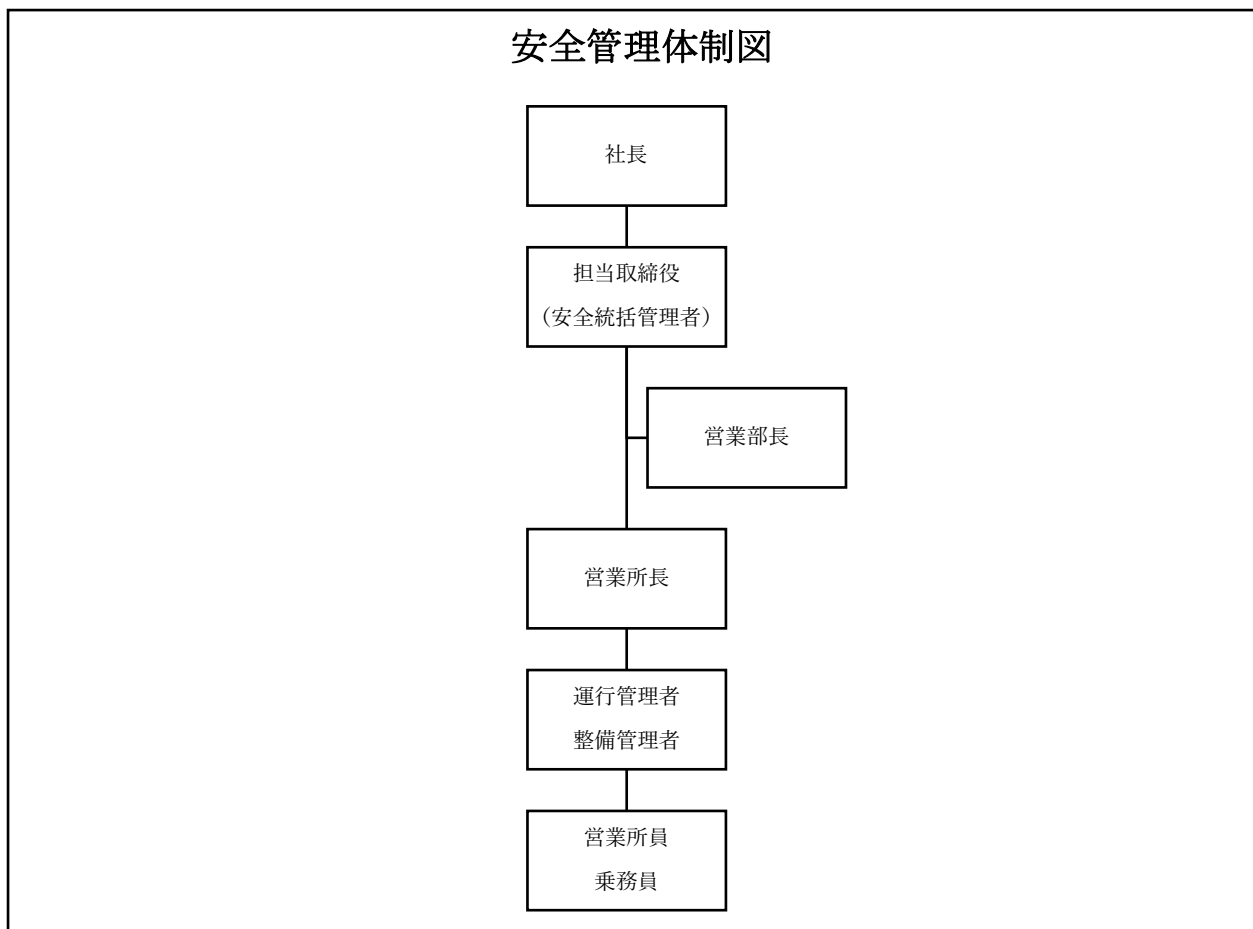 安全管理体制図
社長
担当取締役
（安全統括管理者）
営業部長
営業所長
運行管理者
整備管理者
営業所員
乗務員